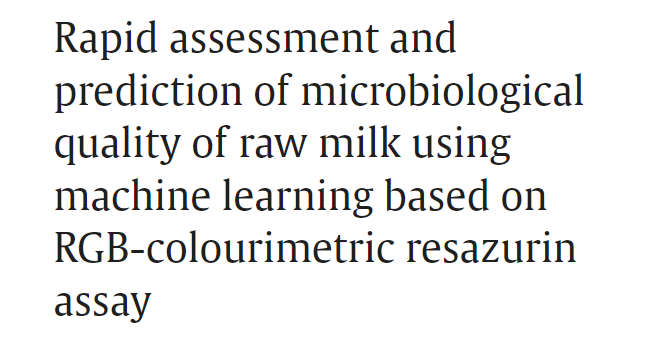 Rapid assessment and
prediction of microbiological
quality of raw milk using
machine learning based on
RGB-colourimetric resazurin
assay